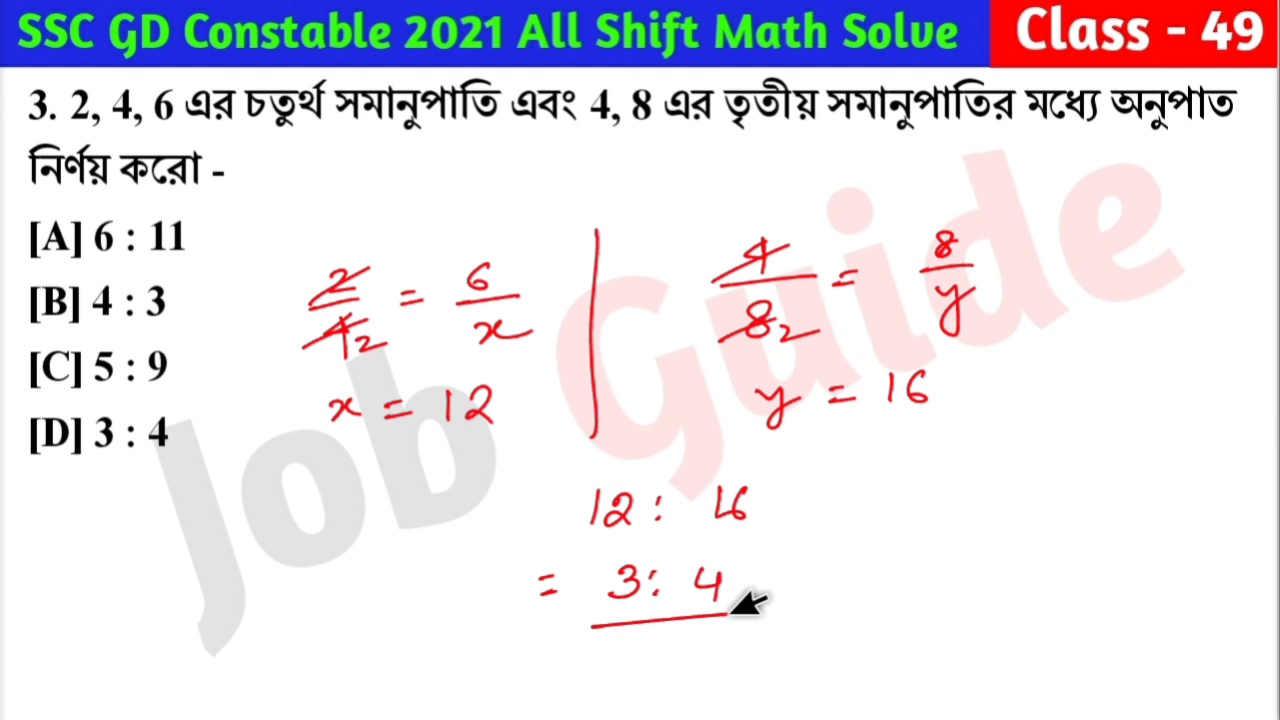 SSC GD Constable 2021 All Shift Math Solve
Class - 49
3. 2, 4, 6 এর চতুর্থ সমানুপাতি এবং 4, 8 এর তৃতীয় সমানুপাতির মধ্যে অনুপাত
নির্ণয় করো -
[A] 6 : 11
[B] 4 : 3
[C] 5 : 9
[D] 3 : 4
2/4 2 = 6/x
x = 12
4/8 2 = 8/y
y = 16
12 : 16
= 3 : 4
Job Guide